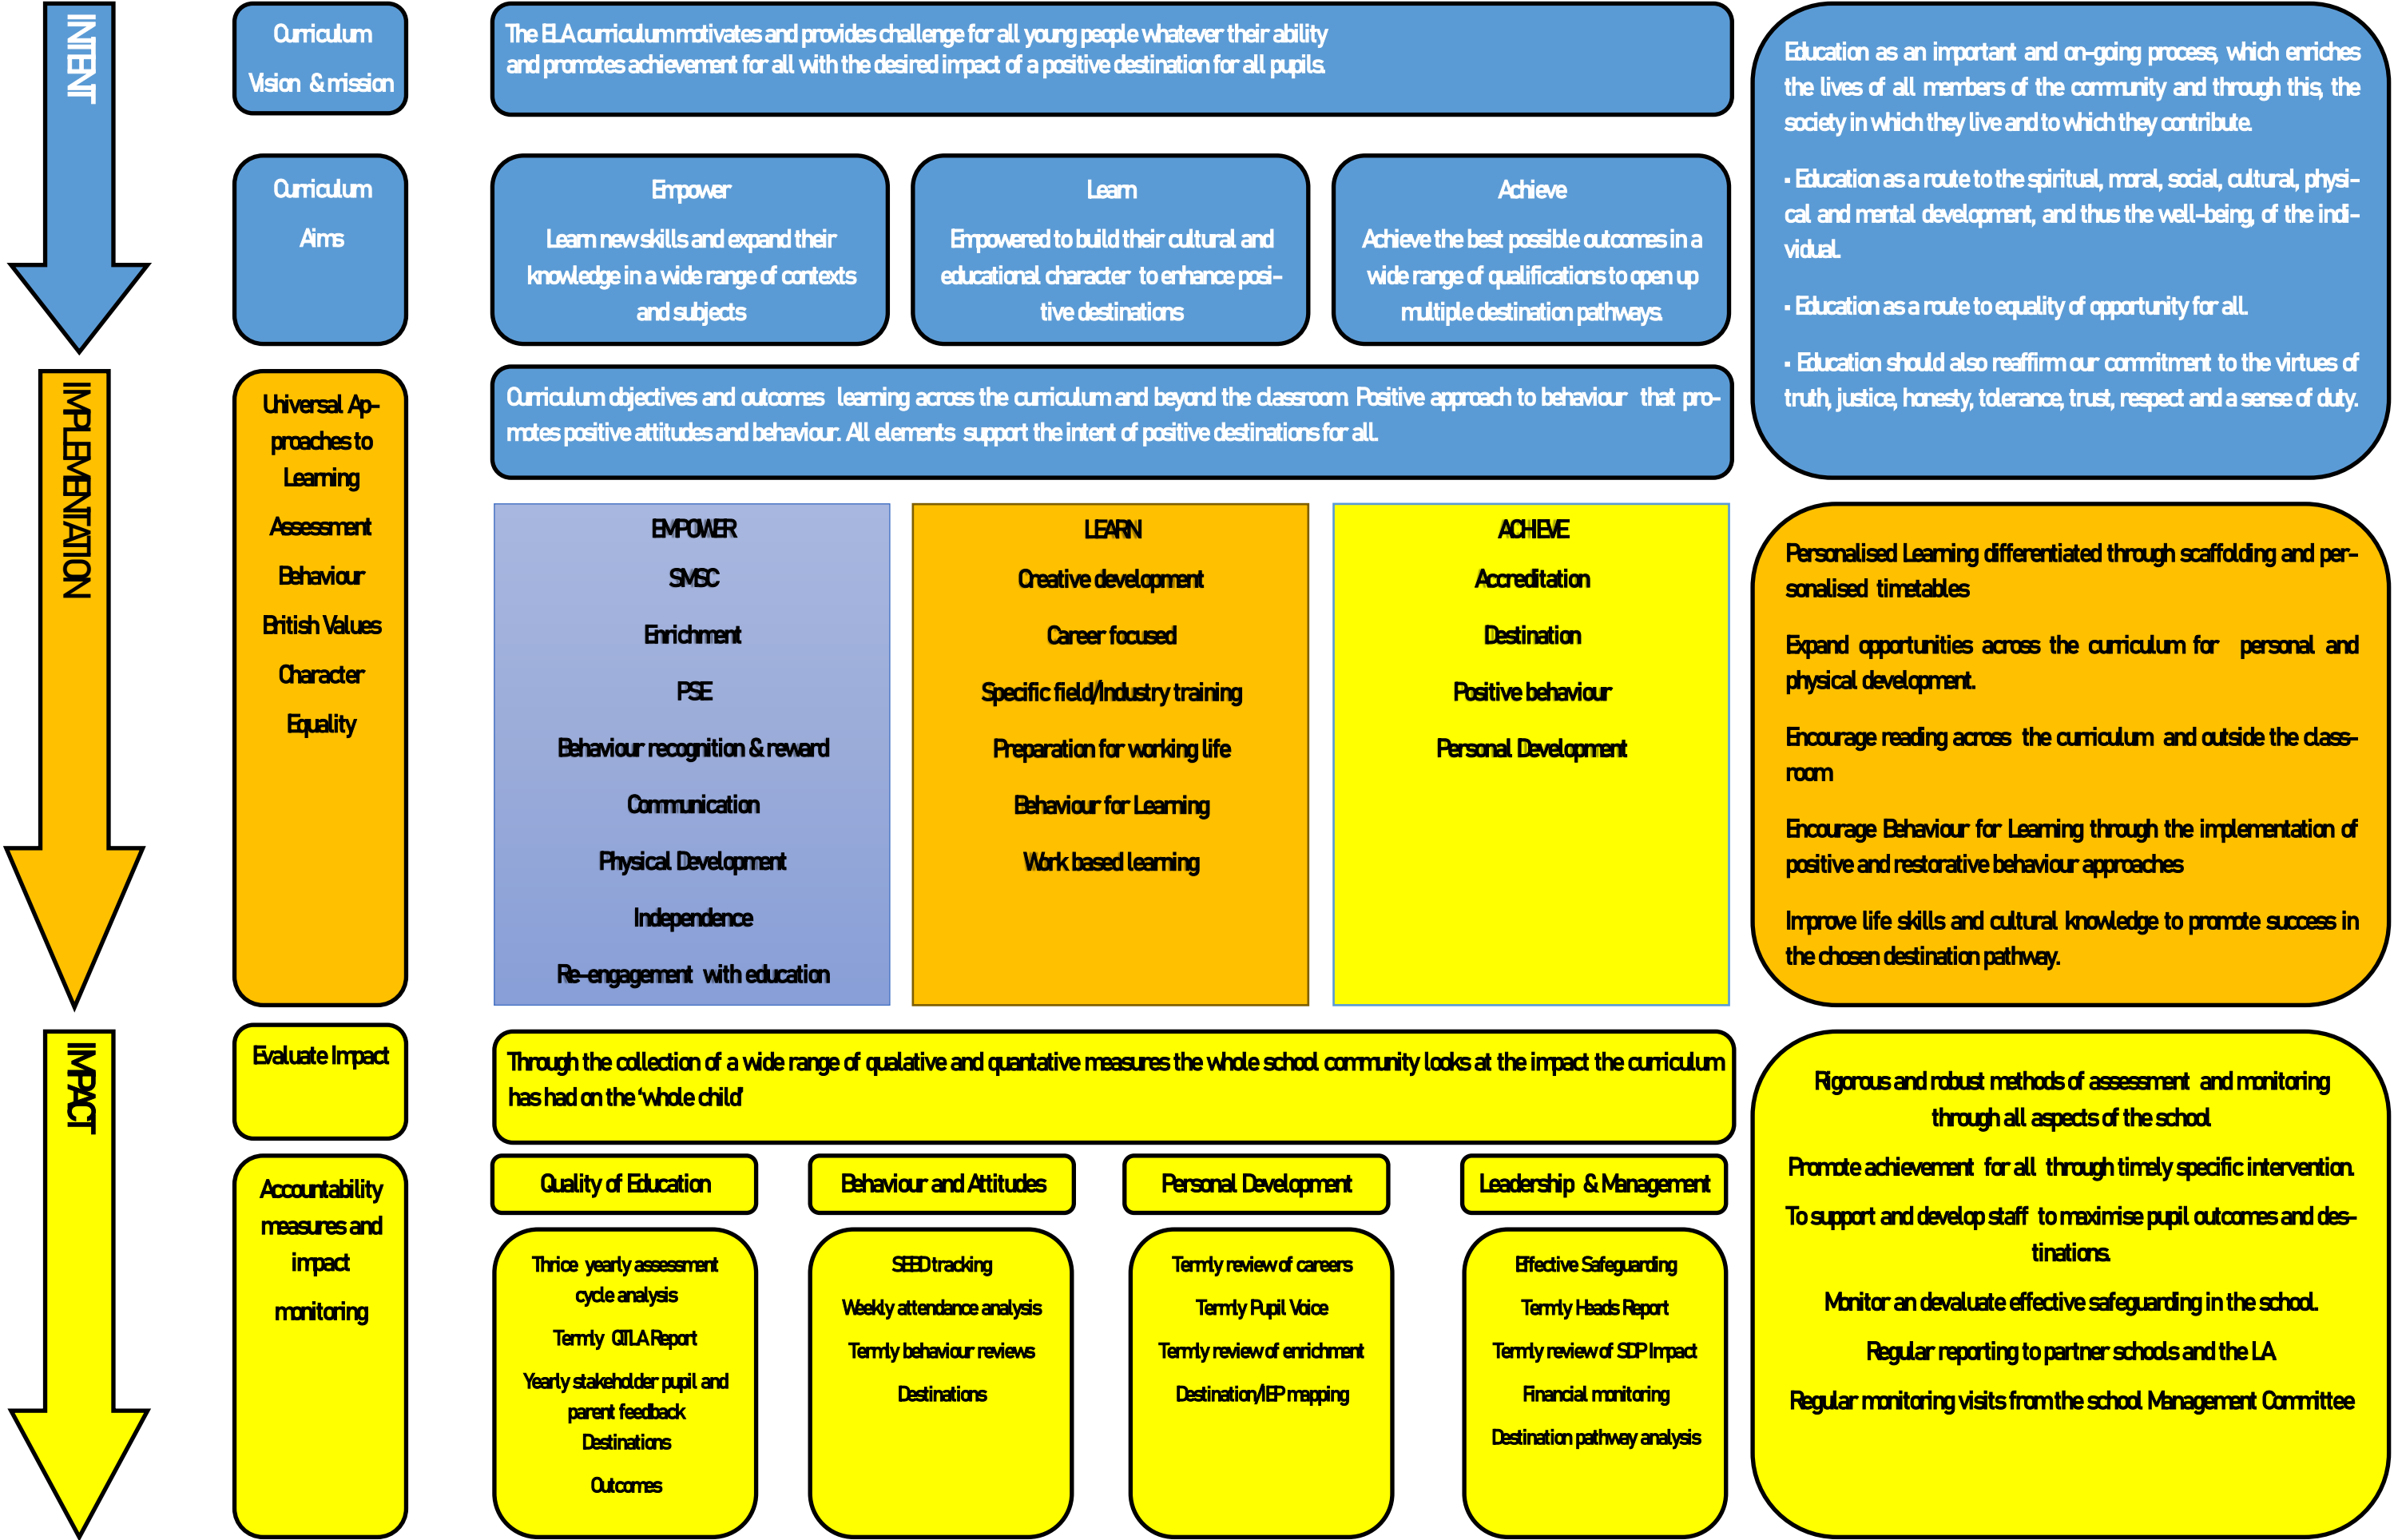 INTENT
Curriculum
Vision & mission
The ELA curriculum motivates and provides challenge for all young people whatever their ability
and promotes achievement for all with the desired impact of a positive destination for all pupils.
Curriculum
Aims
Empower
Learn new skills and expand their
knowledge in a wide range of contexts
and subjects
Learn
Empowered to build their cultural and
educational character to enhance posi-
tive destinations
Achieve
Achieve the best possible outcomes in a
wide range of qualifications to open up
multiple destination pathways.
Education as an important and on-going process, which enriches
the lives of all members of the community and through this, the
society in which they live and to which they contribute.
▪ Education as a route to the spiritual, moral, social, cultural, physi-
cal and mental development, and thus the well-being, of the indi-
vidual.
▪ Education as a route to equality of opportunity for all.
▪ Education should also reaffirm our commitment to the virtues of
truth, justice, honesty, tolerance, trust, respect and a sense of duty.
IMPLEMENTATION
Universal Ap-
proaches to
Learning
Assessment
Behaviour
British Values
Character
Equality
Curriculum objectives and outcomes learning across the curriculum and beyond the classroom. Positive approach to behaviour that pro-
motes positive attitudes and behaviour. All elements support the intent of positive destinations for all.
EMPOWER
SMSC
Enrichment
PSE
Behaviour recognition & reward
Communication
Physical Development
Independence
Re-engagement with education
LEARN
Creative development
Career focused
Specific field/Industry training
Preparation for working life
Behaviour for Learning
Work based learning
ACHIEVE
Accreditation
Destination
Positive behaviour
Personal Development
Personalised Learning differentiated through scaffolding and per-
sonalised timetables
Expand opportunities across the curriculum for personal and
physical development.
Encourage reading across the curriculum and outside the class-
room
Encourage Behaviour for Learning through the implementation of
positive and restorative behaviour approaches
Improve life skills and cultural knowledge to promote success in
the chosen destination pathway.
IMPACT
Evaluate Impact
Through the collection of a wide range of qualative and quantative measures the whole school community looks at the impact the curriculum
has had on the ‘whole child’
Accountability
measures and
impact
monitoring
Quality of Education
Thrice yearly assessment
cycle analysis
Termly QTLA Report
Yearly stakeholder pupil and
parent feedback
Destinations
Outcomes
Behaviour and Attitudes
SEED tracking
Weekly attendance analysis
Termly behaviour reviews
Destinations
Personal Development
Termly review of careers
Termly Pupil Voice
Termly review of enrichment
Destination/IEP mapping
Leadership & Management
Effective Safeguarding
Termly Heads Report
Termly review of SDP Impact
Financial monitoring
Destination pathway analysis
Rigorous and robust methods of assessment and monitoring
through all aspects of the school.
Promote achievement for all through timely specific intervention.
To support and develop staff to maximise pupil outcomes and des-
tinations.
Monitor an devaluate effective safeguarding in the school.
Regular reporting to partner schools and the LA
Regular monitoring visits from the school Management Committee